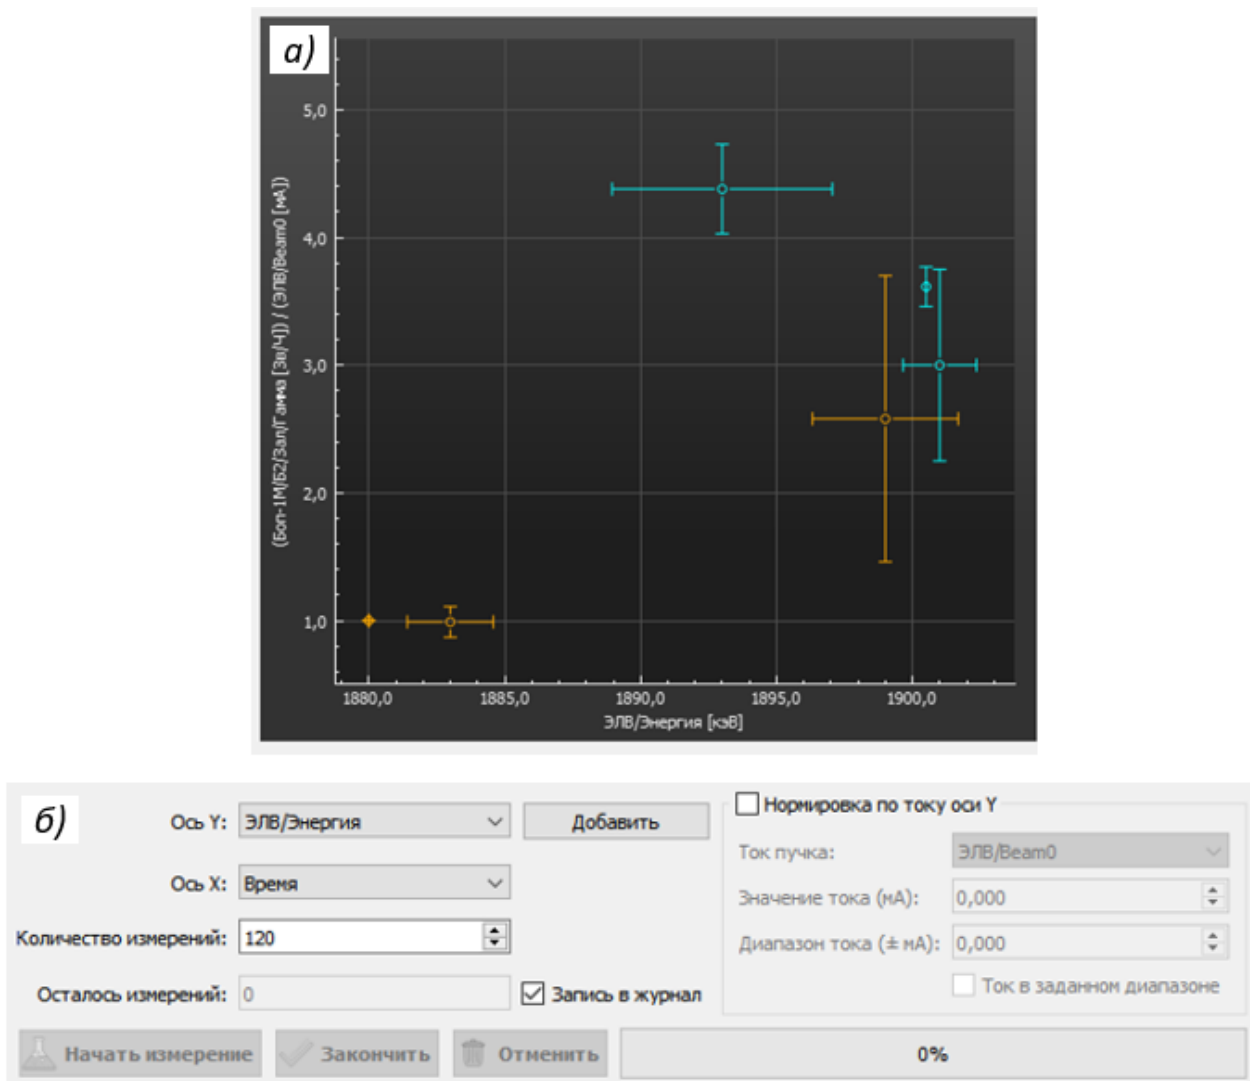 а)
5,0
4,0
3,0
2,0
1,0
(Боп-1М/Б2/Зал/Гамма [Зв/Ч]) / (ЭЛВ/Beam0 [мА])
1880,0 1885,0 1890,0 1895,0 1900,0
ЭЛВ/Энергия [кэВ]
б)
Ось Y: ЭЛВ/Энергия Добавить
Ось X: Время
Количество измерений: 120
Осталось измерений: 0 Запись в журнал
Нормировка по току оси Y
Ток пучка: ЭЛВ/Beam0
Значение тока (мА): 0,000
Диапазон тока (± мА): 0,000
Ток в заданном диапазоне
Начать измерение Закончить Отменить 0%